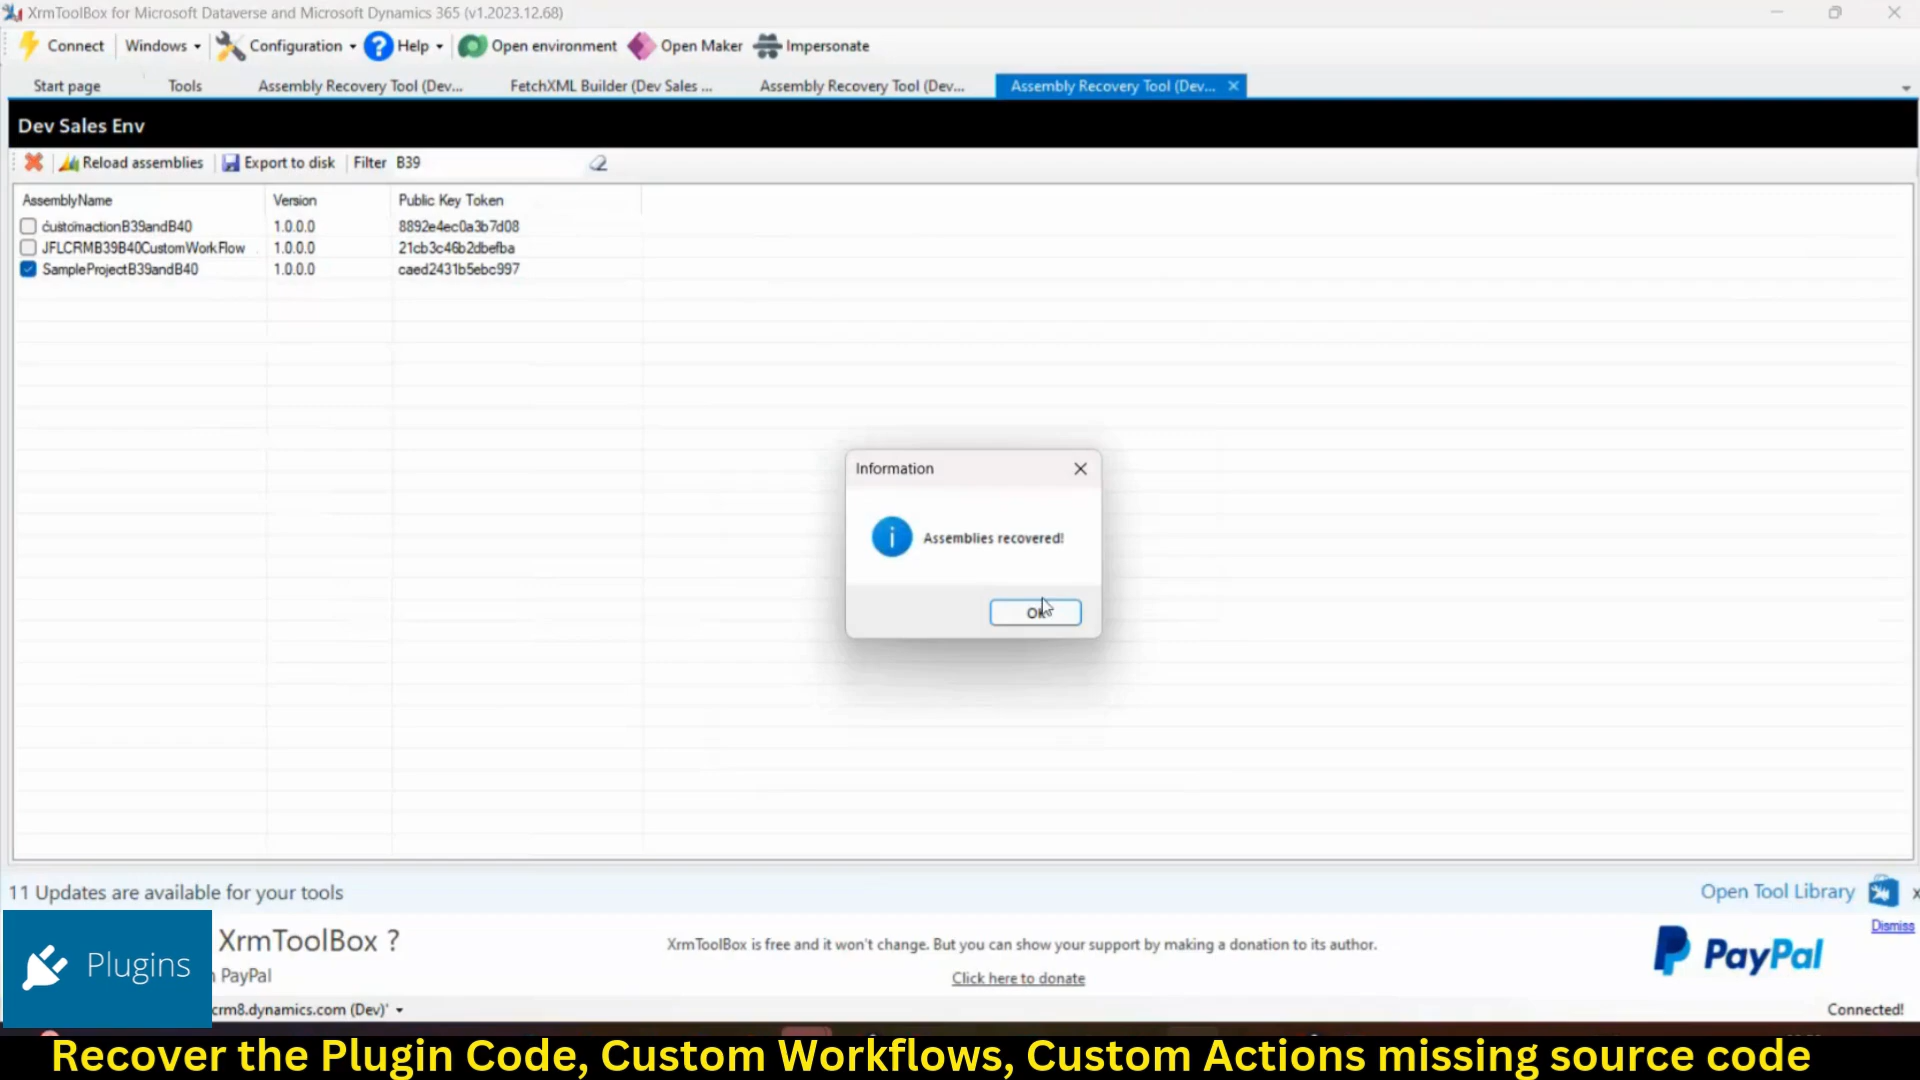 XrmToolBox for Microsoft Dataverse and Microsoft Dynamics 365 (v1.2023.12.68)
Connect Windows Configuration Help Open environment Open Maker Impersonate
Start page Tools Assembly Recovery Tool (Dev... FetchXML Builder (Dev Sales ... Assembly Recovery Tool (Dev... Assembly Recovery Tool (Dev...
Dev Sales Env
Reload assemblies Export to disk Filter B39
AssemblyName Version Public Key Token
customactionB39andB40 1.0.0.0 8892e4ec0a3b7d08
JFLCRMB39B40CustomWorkFlow 1.0.0.0 21cb3c46b2dbefba
SampleProjectB39andB40 1.0.0.0 caed2431b5ebc997
Information
Assemblies recovered!
OK
11 Updates are available for your tools
Open Tool Library
x
Dismiss
XrmToolBox ?
PayPal
XrmToolBox is free and it won't change. But you can show your support by making a donation to its author.
Click here to donate
PayPal
Plugins
crm8.dynamics.com (Dev)'
Connected!
Recover the Plugin Code, Custom Workflows, Custom Actions missing source code